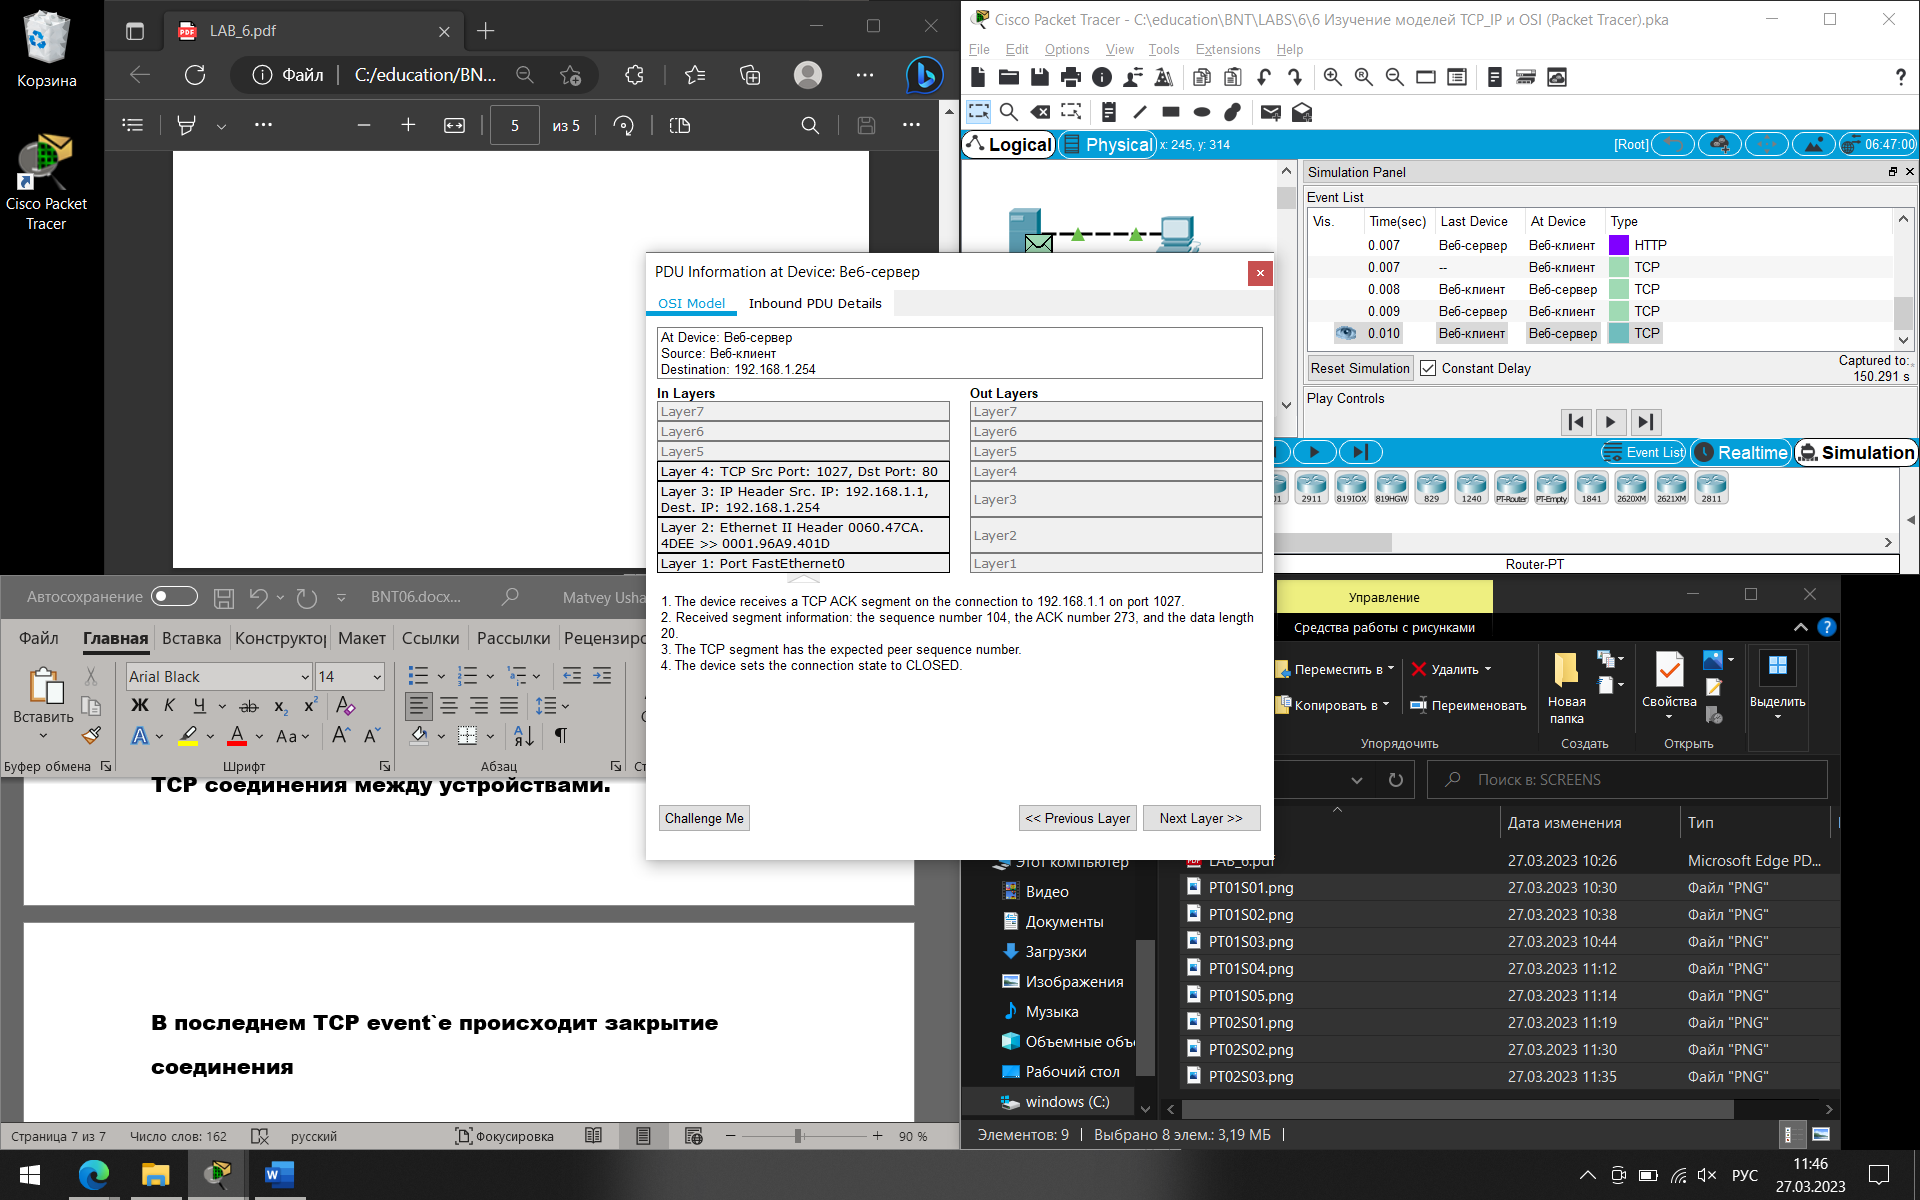 Корзина
Cisco Packet
Tracer
LAB_6.pdf
Файл
C:/education/BN...
5
из 5
Cisco Packet Tracer - C:\education\BNT\LABS\6\6 Изучение моделей TCP_IP и OSI (Packet Tracer).pka
File Edit Options View Tools Extensions Help
Logical
Physical
x: 245, y: 314
[Root]
06:47:00
Simulation Panel
Event List
Vis. Time(sec) Last Device At Device Type
0.007 Веб-сервер Веб-клиент HTTP
0.007 -- Веб-клиент TCP
0.008 Веб-клиент Веб-сервер TCP
0.009 Веб-сервер Веб-клиент TCP
0.010 Веб-клиент Веб-сервер TCP
Reset Simulation
Constant Delay
Captured to:
150.291 s
Play Controls
Event List
Realtime
Simulation
2911 819IOX 819HGW 829 1240 PT-Router PT-Empty 1841 2620XM 2621XM 2811
Router-PT
PDU Information at Device: Веб-сервер
OSI Model
Inbound PDU Details
At Device: Веб-сервер
Source: Веб-клиент
Destination: 192.168.1.254
In Layers
Layer7
Layer6
Layer5
Layer 4: TCP Src Port: 1027, Dst Port: 80
Layer 3: IP Header Src. IP: 192.168.1.1,
Dest. IP: 192.168.1.254
Layer 2: Ethernet II Header 0060.47CA.
4DEE >> 0001.96A9.401D
Layer 1: Port FastEthernet0
Out Layers
Layer7
Layer6
Layer5
Layer4
Layer3
Layer2
Layer1
1. The device receives a TCP ACK segment on the connection to 192.168.1.1 on port 1027.
2. Received segment information: the sequence number 104, the ACK number 273, and the data length
20.
3. The TCP segment has the expected peer sequence number.
4. The device sets the connection state to CLOSED.
Challenge Me
<< Previous Layer
Next Layer >>
Автосохранение
BNT06.docx...
Matvey Usha
Файл Главная Вставка Конструктор Макет Ссылки Рассылки Рецензиро
Вставить
Arial Black
14
Ж К Ч ab x₂ x²
Aa
Буфер обмена
Шрифт
Абзац
Ст
TCP соединения между устройствами.
В последнем TCP event`е происходит закрытие
соединения
Страница 7 из 7
Число слов: 162
русский
Фокусировка
90 %
Управление
Средства работы с рисунками
Переместить в
Копировать в
Удалить
Переименовать
Упорядочить
Новая
папка
Создать
Свойства
Открыть
Выделить
Поиск в: SCREENS
Дата изменения
Тип
Этот компьютер
Видео
Документы
Загрузки
Изображения
Музыка
Объемные объе
Рабочий стол
windows (C:)
LAB_6.pdf 27.03.2023 10:26 Microsoft Edge PD...
PT01S01.png 27.03.2023 10:30 Файл "PNG"
PT01S02.png 27.03.2023 10:38 Файл "PNG"
PT01S03.png 27.03.2023 10:44 Файл "PNG"
PT01S04.png 27.03.2023 11:12 Файл "PNG"
PT01S05.png 27.03.2023 11:14 Файл "PNG"
PT02S01.png 27.03.2023 11:19 Файл "PNG"
PT02S02.png 27.03.2023 11:30 Файл "PNG"
PT02S03.png 27.03.2023 11:35 Файл "PNG"
Элементов: 9
Выбрано 8 элем.: 3,19 МБ
РУС
11:46
27.03.2023